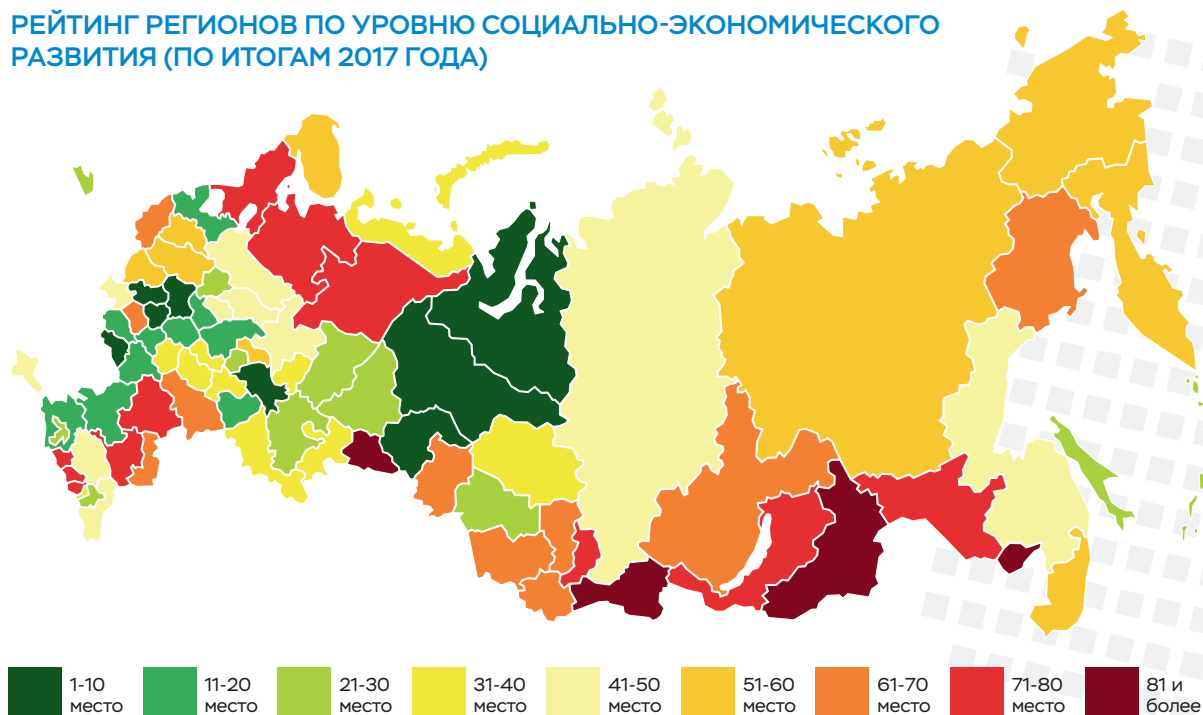 РЕЙТИНГ РЕГИОНОВ ПО УРОВНЮ СОЦИАЛЬНО-ЭКОНОМИЧЕСКОГО
РАЗВИТИЯ (ПО ИТОГАМ 2017 ГОДА)
1-10
место
11-20
место
21-30
место
31-40
место
41-50
место
51-60
место
61-70
место
71-80
место
81 и
более